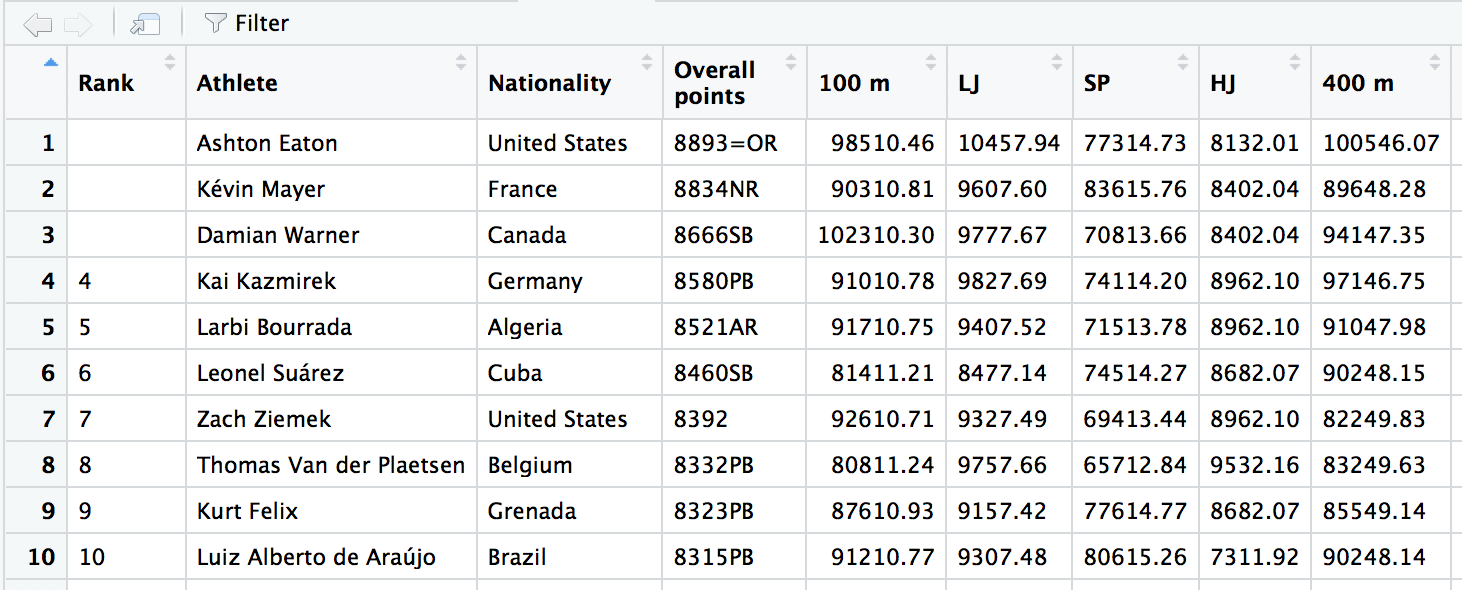 Filter
Rank Athlete Nationality Overall points 100 m LJ SP HJ 400 m
1 Ashton Eaton United States 8893=OR 98510.46 10457.94 77314.73 8132.01 100546.07
2 Kévin Mayer France 8834NR 90310.81 9607.60 83615.76 8402.04 89648.28
3 Damian Warner Canada 8666SB 102310.30 9777.67 70813.66 8402.04 94147.35
4 4 Kai Kazmirek Germany 8580PB 91010.78 9827.69 74114.20 8962.10 97146.75
5 5 Larbi Bourrada Algeria 8521AR 91710.75 9407.52 71513.78 8962.10 91047.98
6 6 Leonel Suárez Cuba 8460SB 81411.21 8477.14 74514.27 8682.07 90248.15
7 7 Zach Ziemek United States 8392 92610.71 9327.49 69413.44 8962.10 82249.83
8 8 Thomas Van der Plaetsen Belgium 8332PB 80811.24 9757.66 65712.84 9532.16 83249.63
9 9 Kurt Felix Grenada 8323PB 87610.93 9157.42 77614.77 8682.07 85549.14
10 10 Luiz Alberto de Araújo Brazil 8315PB 91210.77 9307.48 80615.26 7311.92 90248.14